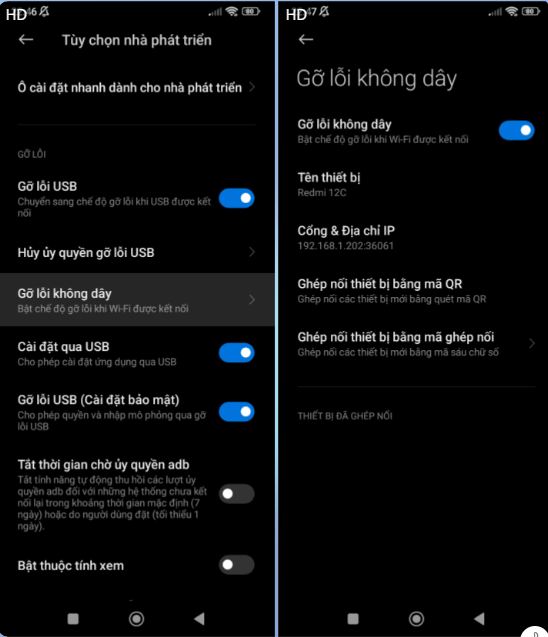 HD 46
80
Tùy chọn nhà phát triển
Ô cài đặt nhanh dành cho nhà phát triển
GỠ LỖI
Gỡ lỗi USB
Chuyển sang chế độ gỡ lỗi khi USB được kết
nối
Hủy ủy quyền gỡ lỗi USB
Gỡ lỗi không dây
Bật chế độ gỡ lỗi khi Wi-Fi được kết nối
Cài đặt qua USB
Cho phép cài đặt ứng dụng qua USB
Gỡ lỗi USB (Cài đặt bảo mật)
Cho phép quyền và nhập mô phỏng qua gỡ
lỗi USB
Tắt thời gian chờ ủy quyền adb
Tắt tính năng tự động thu hồi các lượt ủy
quyền adb đối với những hệ thống chưa kết
nối lại trong khoảng thời gian mặc định (7
ngày) hoặc do người dùng đặt (tối thiểu 1
ngày).
Bật thuộc tính xem
HD 47
80
Gỡ lỗi không dây
Gỡ lỗi không dây
Bật chế độ gỡ lỗi khi Wi-Fi được kết nối
Tên thiết bị
Redmi 12C
Cổng & Địa chỉ IP
192.168.1.202:36061
Ghép nối thiết bị bằng mã QR
Ghép nối các thiết bị mới bằng quét mã QR
Ghép nối thiết bị bằng mã ghép nối
Ghép nối các thiết bị mới bằng mã sáu chữ số
THIẾT BỊ ĐÃ GHÉP NỐI